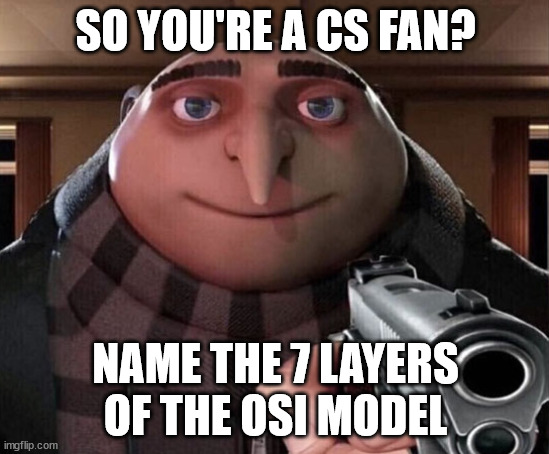 SO YOU'RE A CS FAN?
NAME THE 7 LAYERS
OF THE OSI MODEL
imgflip.com